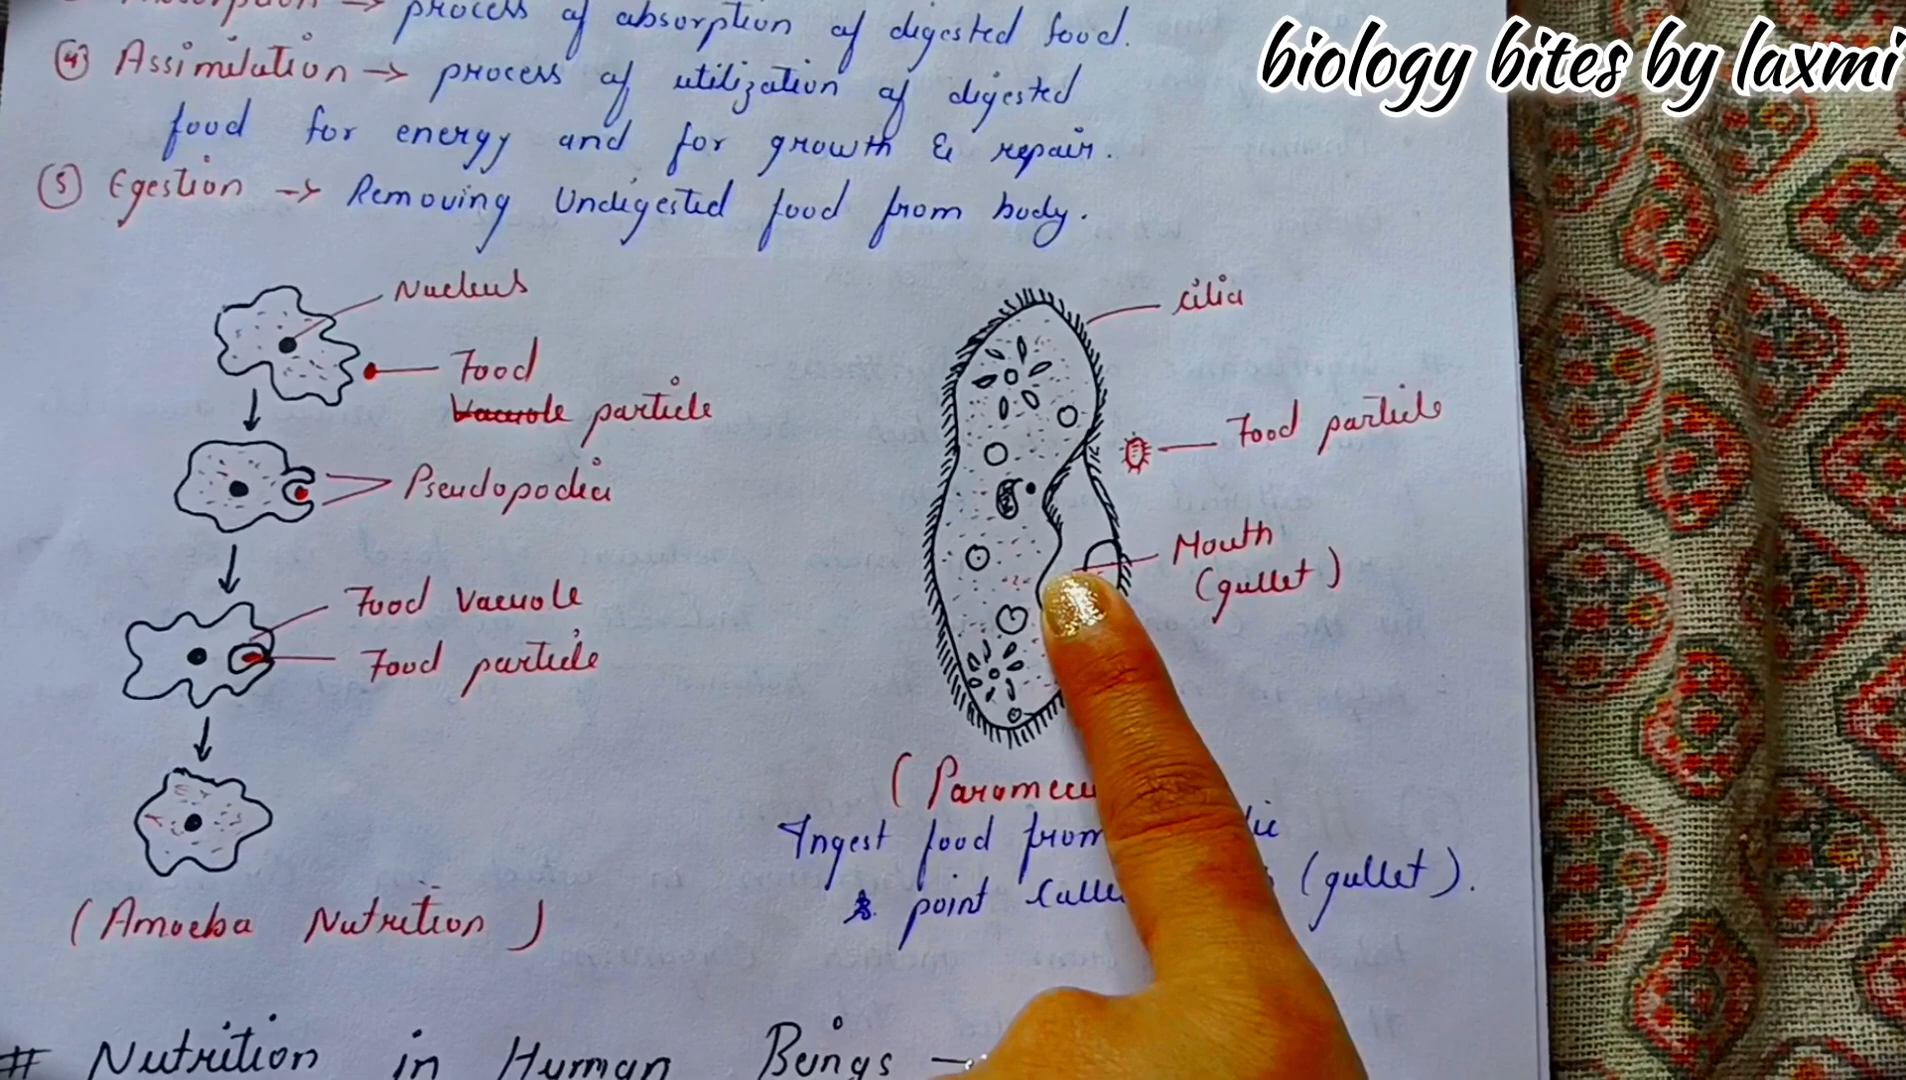 biology bites by laxmi
→ process of absorption of digested food.
(4) Assimilation → process of utilization of digested
food for energy and for growth & repair.
(5) Egestion → Removing Undigested food from body.
Nucleus
Food
Vacuole particle
Pseudopodia
Food Vacuole
Food particle
(Amoeba Nutrition)
cilia
Food particle
Mouth
(gullet)
(Paramecu
Ingest food from
point (gullet).
# Nutrition in Human Beings →